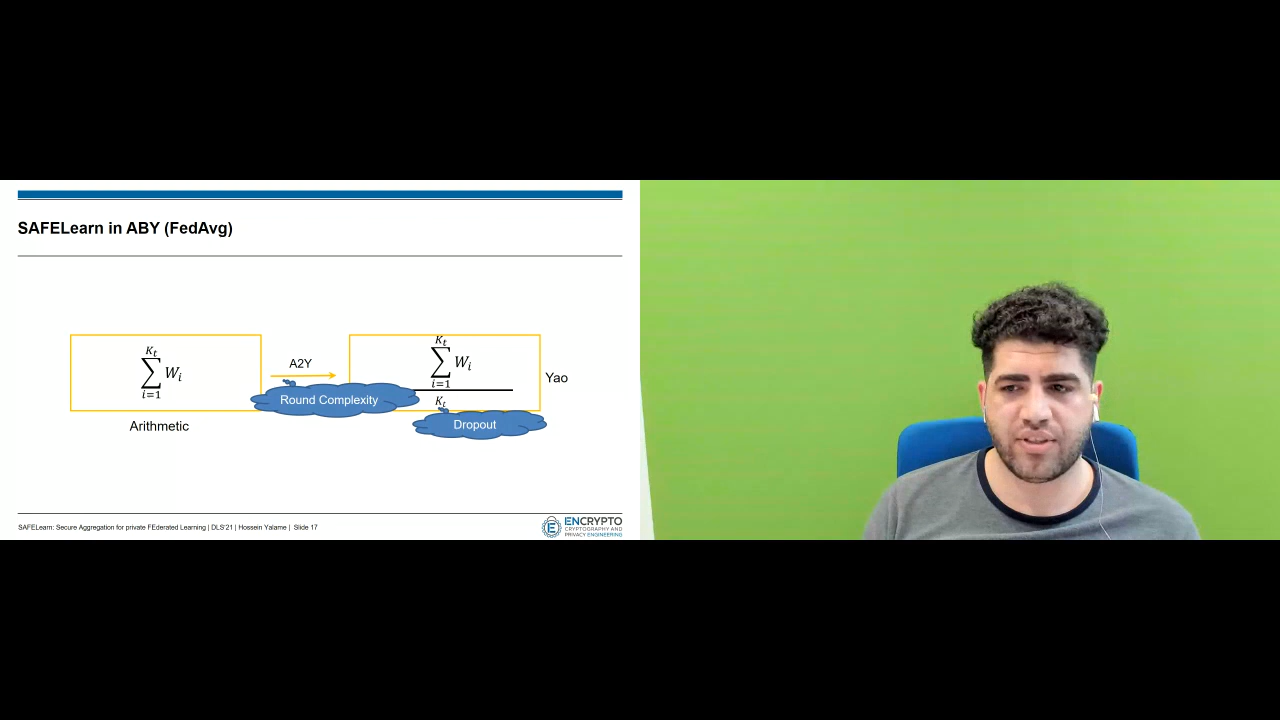 SAFELearn in ABY (FedAvg)
K_t
∑ W_i
i=1
Arithmetic
A2Y
Round Complexity
K_t
∑ W_i
i=1
K_t
Yao
Dropout
SAFELearn: Secure Aggregation for private FEderated Learning | DLS'21 | Hossein Yalame | Slide 17
ENCRYPTO
CRYPTOGRAPHY AND
PRIVACY ENGINEERING